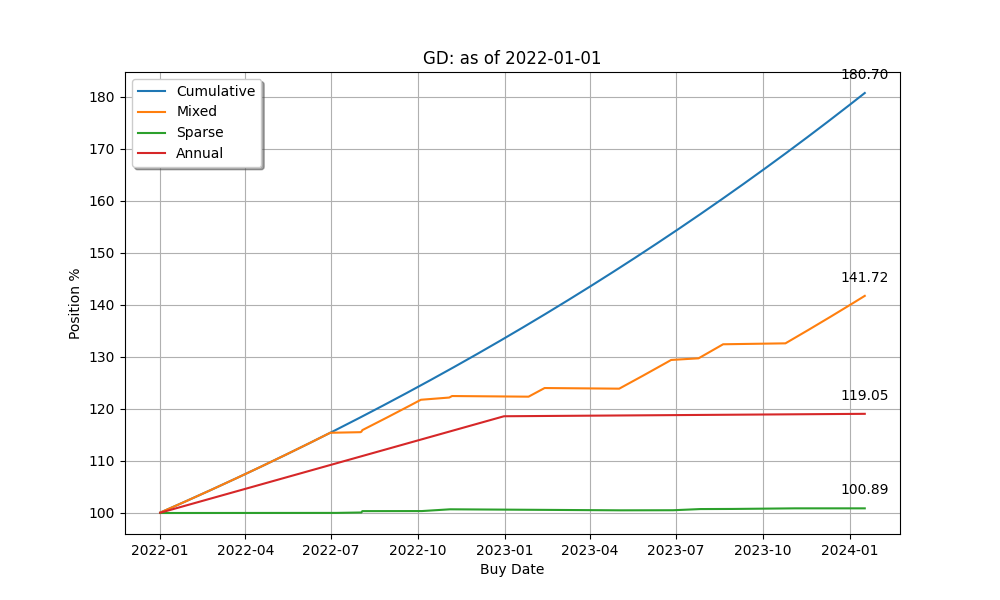 GD: as of 2022-01-01
180.70
Cumulative
Mixed
Sparse
Annual
141.72
119.05
100.89
Position %
180
170
160
150
140
130
120
110
100
2022-01 2022-04 2022-07 2022-10 2023-01 2023-04 2023-07 2023-10 2024-01
Buy Date